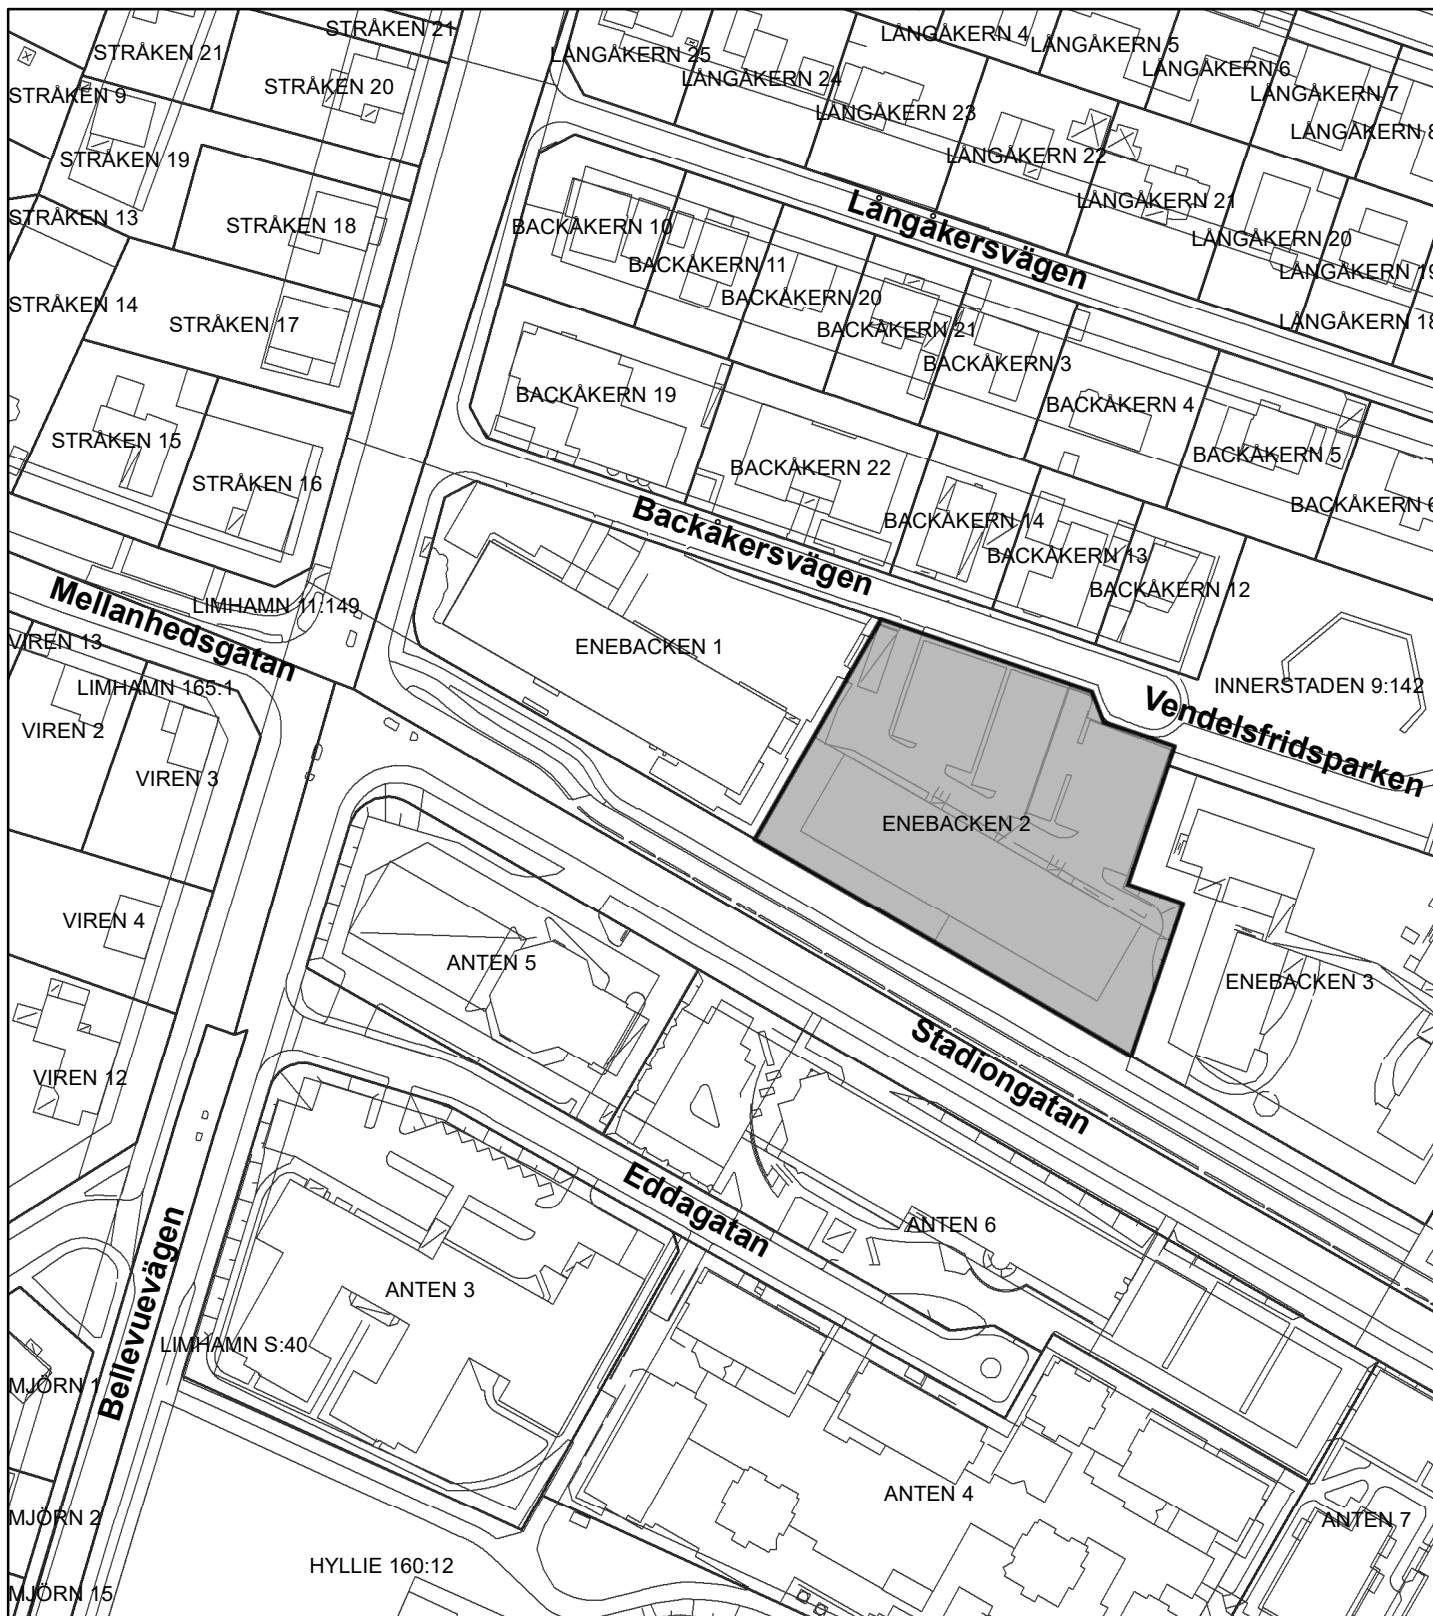 STRÅKEN 21
STRÅKEN 21
LÅNGÅKERN 4
LÅNGÅKERN 5
LÅNGÅKERN 25
LÅNGÅKERN 24
LÅNGÅKERN 6
STRÅKEN 20
STRÅKEN 9
LÅNGÅKERN 7
LÅNGÅKERN 23
LÅNGÅKERN 8
STRÅKEN 19
LÅNGÅKERN 22
LÅNGÅKERN 21
STRÅKEN 13
STRÅKEN 18
BACKÅKERN 10
Långåkersvägen
LÅNGÅKERN 20
BACKÅKERN 11
LÅNGÅKERN 19
BACKÅKERN 20
STRÅKEN 14
STRÅKEN 17
BACKÅKERN 21
LÅNGÅKERN 18
BACKÅKERN 3
BACKÅKERN 19
BACKÅKERN 4
STRÅKEN 15
BACKÅKERN 5
BACKÅKERN 22
STRÅKEN 16
BACKÅKERN 6
BACKÅKERN 14
Backåkersvägen
BACKÅKERN 13
BACKÅKERN 12
LIMHAMN 11:149
Mellanhedsgatan
VIREN 13
ENEBACKEN 1
LIMHAMN 165:1
INNERSTADEN 9:142
VIREN 2
Vendelsfridsparken
VIREN 3
ENEBACKEN 2
VIREN 4
ANTEN 5
ENEBACKEN 3
Stadiongatan
VIREN 12
Eddagatan
ANTEN 6
ANTEN 3
Bellevuevägen
LIMHAMN S:40
MJÖRN 1
ANTEN 4
MJÖRN 2
ANTEN 7
HYLLIE 160:12
MJÖRN 15